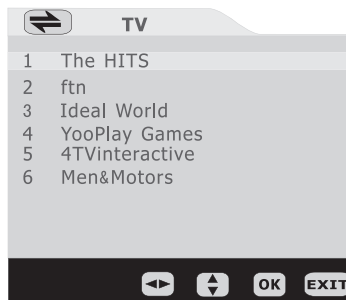 TV
1 The HITS
2 ftn
3 Ideal World
4 YooPlay Games
5 4TVinteractive
6 Men&Motors
OK EXIT